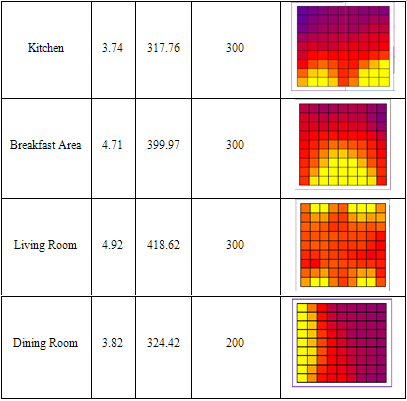 Kitchen 3.74 317.76 300
Breakfast Area 4.71 399.97 300
Living Room 4.92 418.62 300
Dining Room 3.82 324.42 200